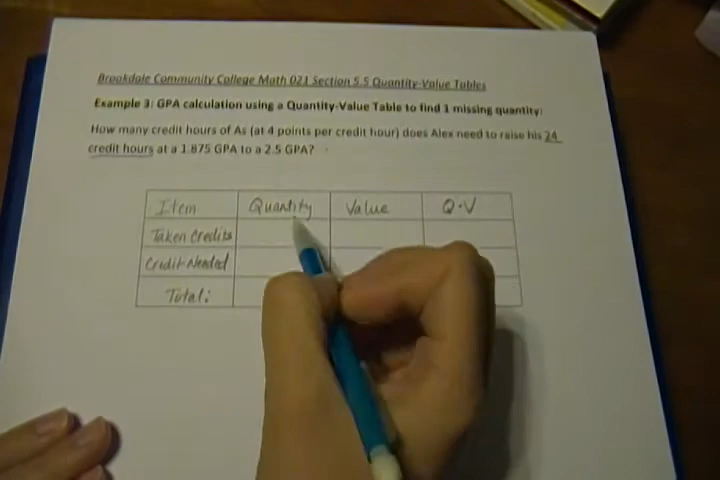 Brookdale Community College Math 021 Section 5.5 Quantity-Value Tables
Example 3: GPA calculation using a Quantity-Value Table to find 1 missing quantity:
How many credit hours of As (at 4 points per credit hour) does Alex need to raise his 24
credit hours at a 1.875 GPA to a 2.5 GPA?
Item Quantity Value Q·V
Taken Credits
Credit Needed
Total: